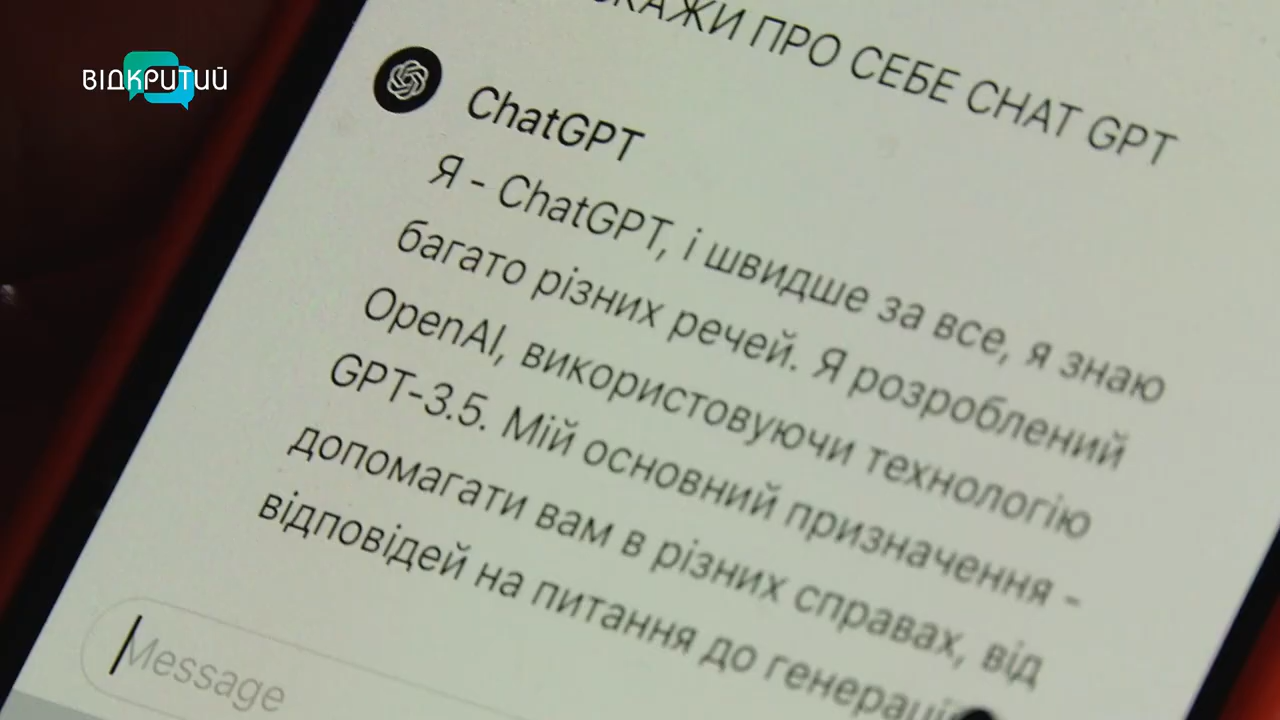 ВІДКРИТИЙ
ПРО СЕБЕ CHAT GPT
ChatGPT
Я - ChatGPT, і швидше за все, я знаю
багато різних речей. Я розроблений
OpenAI, використовуючи технологію
GPT-3.5. Мій основний призначення -
допомагати вам в різних справах, від
відповідей на питання до генерації
Message